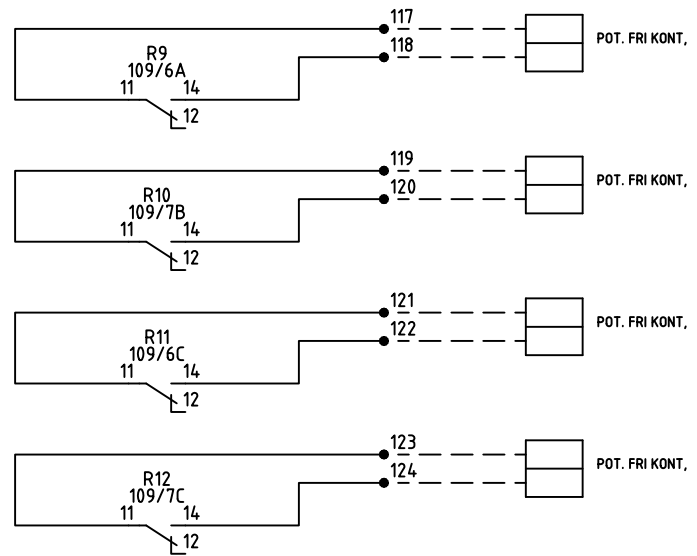 117
118
POT. FRI KONT,
R9
109/6A
11
14
12
119
120
POT. FRI KONT,
R10
109/7B
11
14
12
121
122
POT. FRI KONT,
R11
109/6C
11
14
12
123
124
POT. FRI KONT,
R12
109/7C
11
14
12